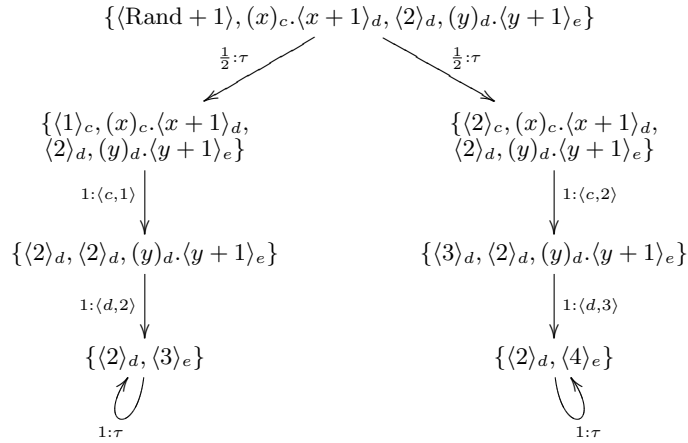 {⟨Rand + 1⟩, (x)_c.⟨x + 1⟩_d, ⟨2⟩_d, (y)_d.⟨y + 1⟩_e}
½:τ ½:τ
{⟨1⟩_c, (x)_c.⟨x + 1⟩_d, {⟨2⟩_c, (x)_c.⟨x + 1⟩_d,
⟨2⟩_d, (y)_d.⟨y + 1⟩_e} ⟨2⟩_d, (y)_d.⟨y + 1⟩_e}
1:⟨c,1⟩ 1:⟨c,2⟩
{⟨2⟩_d, ⟨2⟩_d, (y)_d.⟨y + 1⟩_e} {⟨3⟩_d, ⟨2⟩_d, (y)_d.⟨y + 1⟩_e}
1:⟨d,2⟩ 1:⟨d,3⟩
{⟨2⟩_d, ⟨3⟩_e} {⟨2⟩_d, ⟨4⟩_e}
1:τ 1:τ